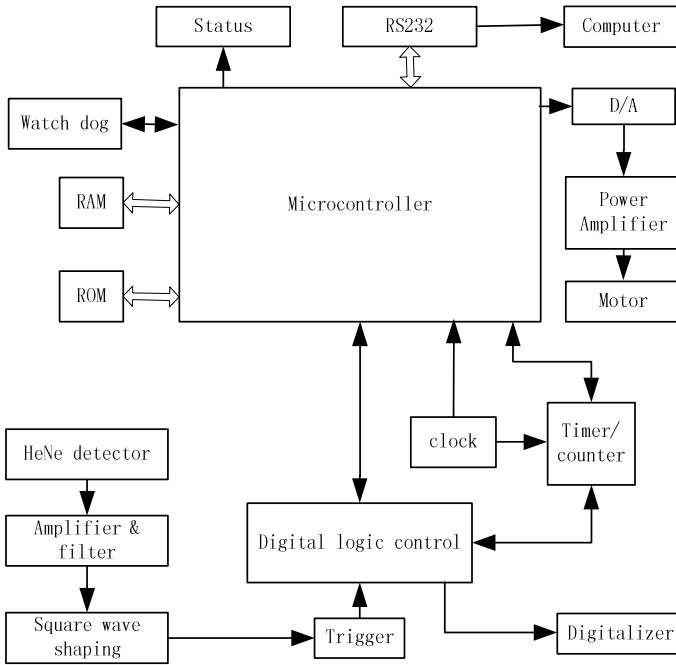 Status
RS232
Computer
Watch dog
D/A
RAM
Microcontroller
Power
Amplifier
ROM
Motor
HeNe detector
clock
Timer/
counter
Amplifier &
filter
Digital logic control
Square wave
shaping
Trigger
Digitalizer